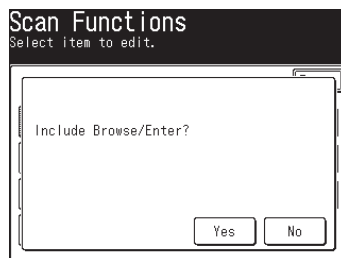 Scan Functions
Select item to edit.
Include Browse/Enter?
Yes No